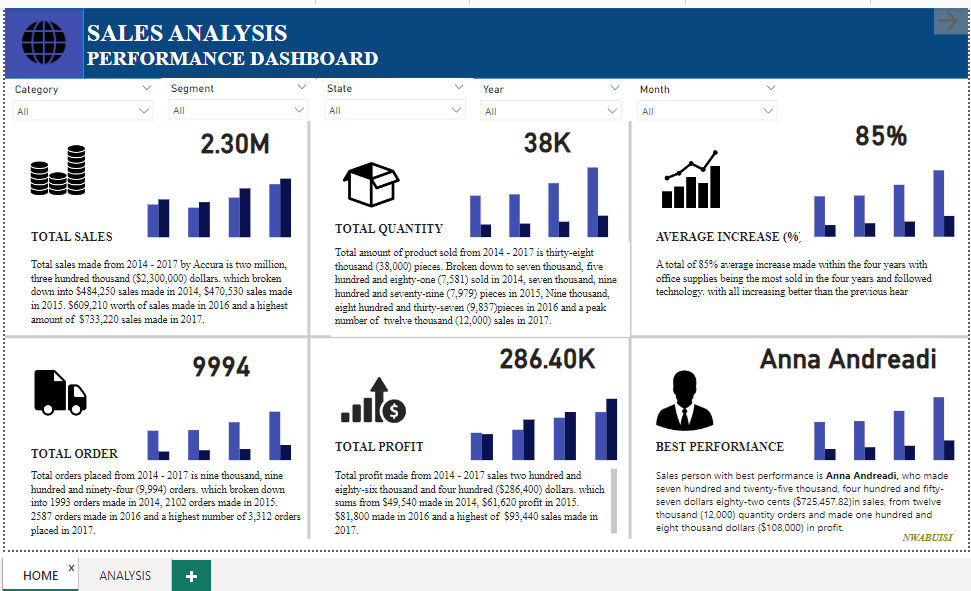 SALES ANALYSIS
PERFORMANCE DASHBOARD
Category
Segment
State
Year
Month
All
All
All
All
All
2.30M
TOTAL SALES
Total sales made from 2014 - 2017 by Accura is two million,
three hundred thousand ($2,300,000) dollars. which broken
down into $484,250 sales made in 2014, $470,530 sales made
in 2015. $609,210 worth of sales made in 2016 and a highest
amount of $733,220 sales made in 2017.
38K
TOTAL QUANTITY
Total amount of product sold from 2014 - 2017 is thirty-eight
thousand (38,000) pieces. Broken down to seven thousand, five
hundred and eighty-one (7,581) sold in 2014, seven thousand, nine
hundred and seventy-nine (7,979) pieces in 2015, Nine thousand,
eight hundred and thirty-seven (9,837)pieces in 2016 and a peak
number of twelve thousand (12,000) sales in 2017.
85%
AVERAGE INCREASE (%)
A total of 85% average increase made within the four years with
office supplies being the most sold in the four years and followed
technology. with all increasing better than the previous hear
9994
TOTAL ORDER
Total orders placed from 2014 - 2017 is nine thousand, nine
hundred and ninety-four (9,994) orders. which broken down
into 1993 orders made in 2014, 2102 orders made in 2015.
2587 orders made in 2016 and a highest number of 3,312 orders
placed in 2017.
286.40K
TOTAL PROFIT
Total profit made from 2014 - 2017 sales two hundred and
eighty-six thousand and four hundred ($286,400) dollars. which
sums from $49,540 made in 2014, $61,620 profit in 2015.
$81,800 made in 2016 and a highest of $93,440 sales made in
2017.
Anna Andreadi
BEST PERFORMANCE
Sales person with best performance is Anna Andreadi, who made
seven hundred and twenty-five thousand, four hundred and fifty-
seven dollars eighty-two cents ($725,457.82)in sales, from twelve
thousand (12,000) quantity orders and made one hundred and
eight thousand dollars ($108,000) in profit.
NWABUISI
HOME
x
ANALYSIS
+